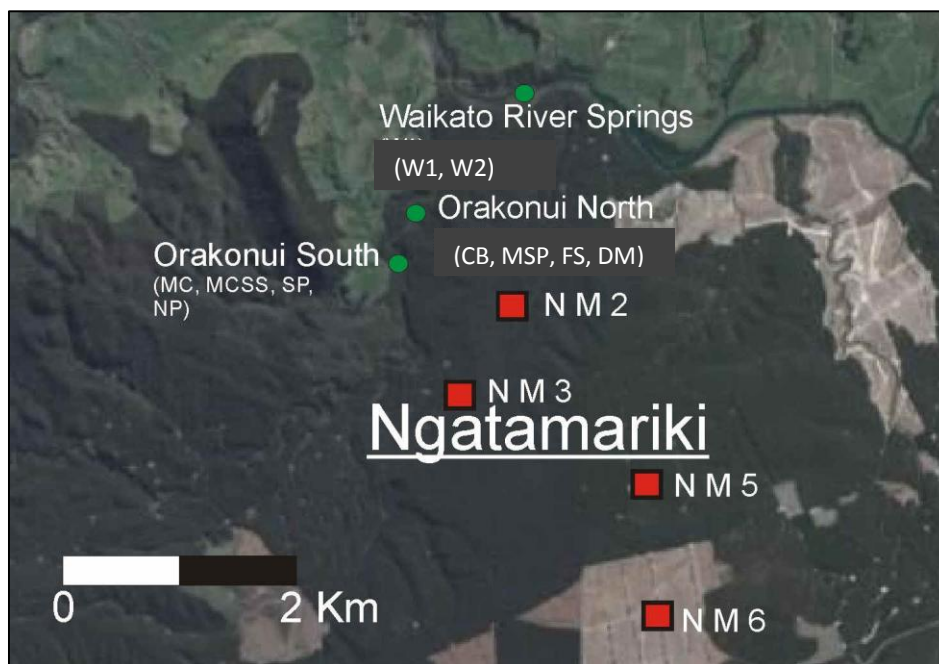 Waikato River Springs
(W1, W2)
Orakonui North
(CB, MSP, FS, DM)
Orakonui South
(MC, MCSS, SP,
NP)
N M 2
N M 3
Ngatamariki
N M 5
N M 6
0 2 Km